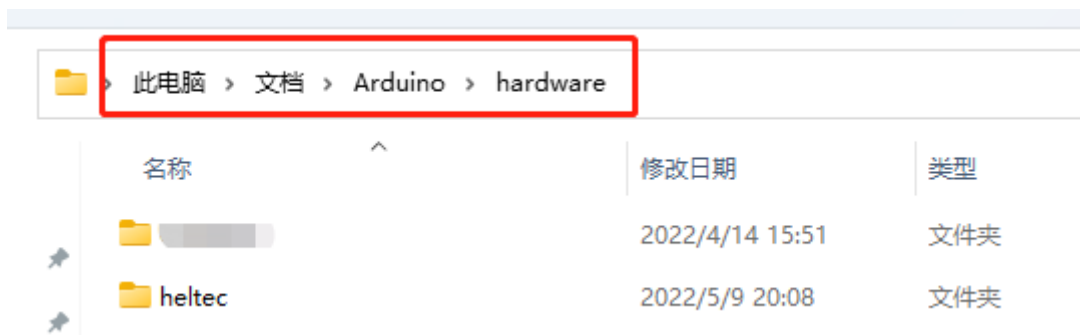 此电脑 > 文档 > Arduino > hardware
名称 修改日期 类型
2022/4/14 15:51 文件夹
heltec 2022/5/9 20:08 文件夹